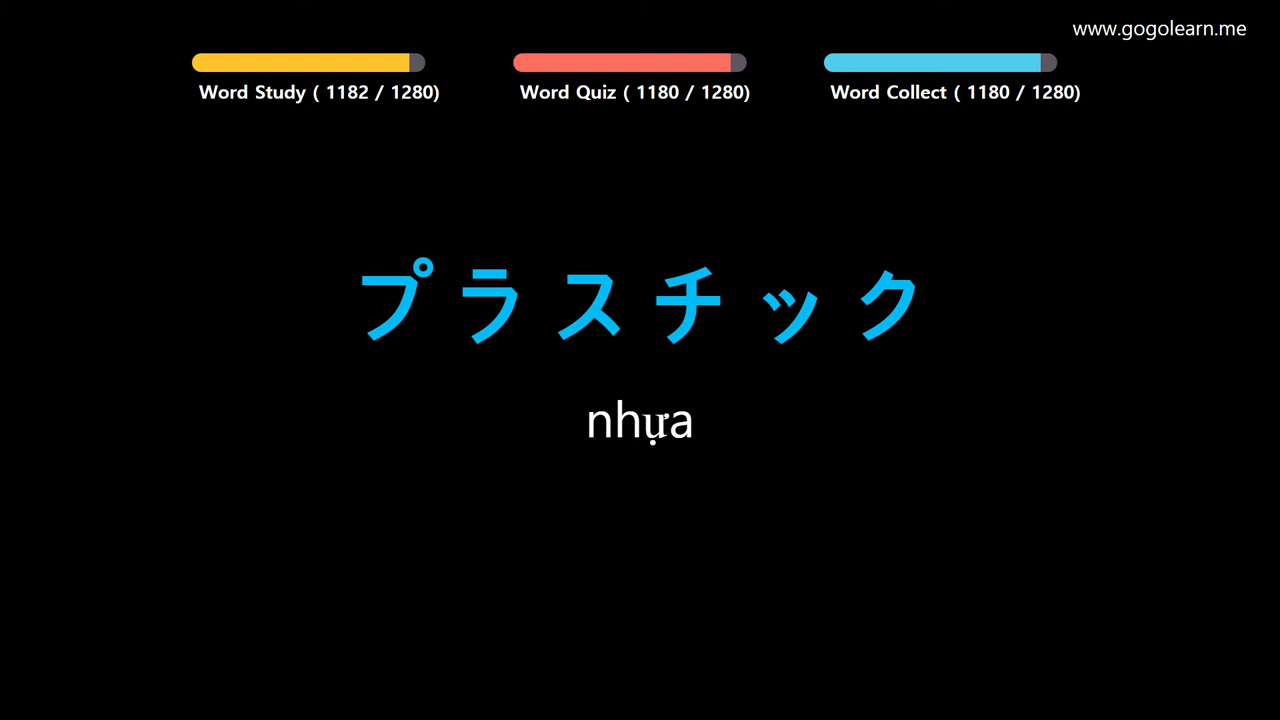 www.gogolearn.me
Word Study ( 1182 / 1280)
Word Quiz ( 1180 / 1280)
Word Collect ( 1180 / 1280)
プラスチック
nhựa